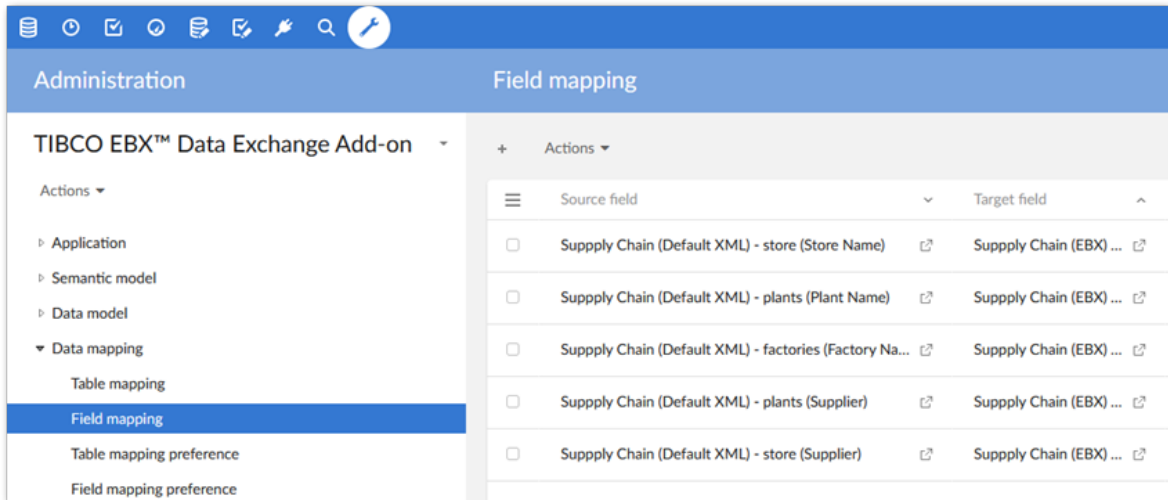 Administration
Field mapping
TIBCO EBX™ Data Exchange Add-on
Actions
Application
Semantic model
Data model
Data mapping
Table mapping
Field mapping
Table mapping preference
Field mapping preference
+ Actions
Source field Target field
Suppply Chain (Default XML) - store (Store Name) Suppply Chain (EBX) ...
Suppply Chain (Default XML) - plants (Plant Name) Suppply Chain (EBX) ...
Suppply Chain (Default XML) - factories (Factory Na... Suppply Chain (EBX) ...
Suppply Chain (Default XML) - plants (Supplier) Suppply Chain (EBX) ...
Suppply Chain (Default XML) - store (Supplier) Suppply Chain (EBX) ...